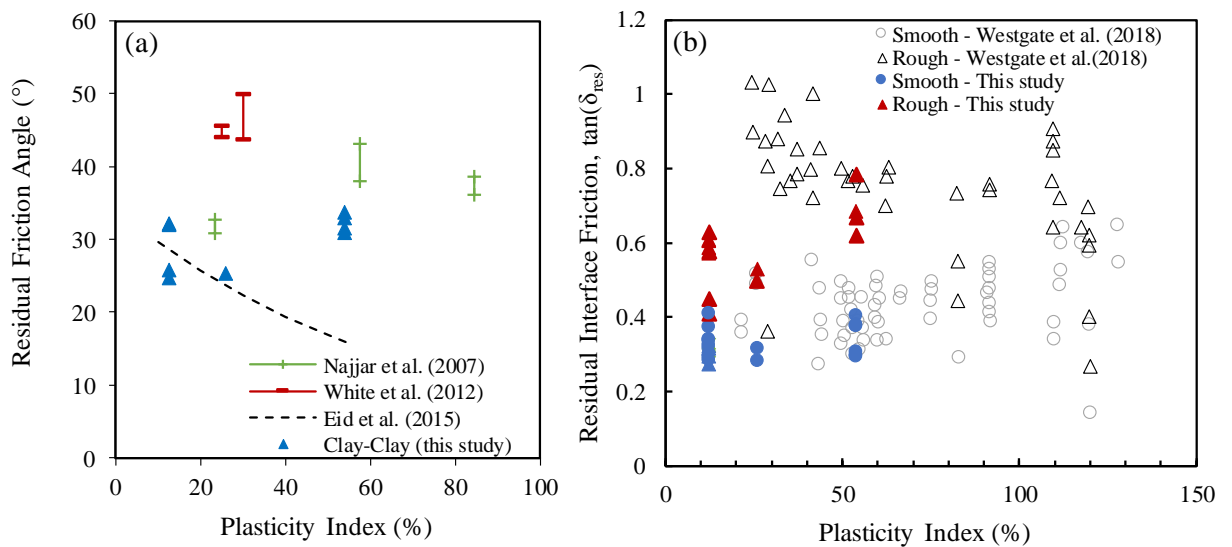 (a)
60
50
40
30
20
10
0
Residual Friction Angle (°)
Najjar et al. (2007)
White et al. (2012)
Eid et al. (2015)
Clay-Clay (this study)
0 20 40 60 80 100
Plasticity Index (%)
(b)
1.2
1
0.8
0.6
0.4
0.2
0
Residual Interface Friction, tan(δres)
Smooth - Westgate et al. (2018)
Rough - Westgate et al.(2018)
Smooth - This study
Rough - This study
0 50 100 150
Plasticity Index (%)